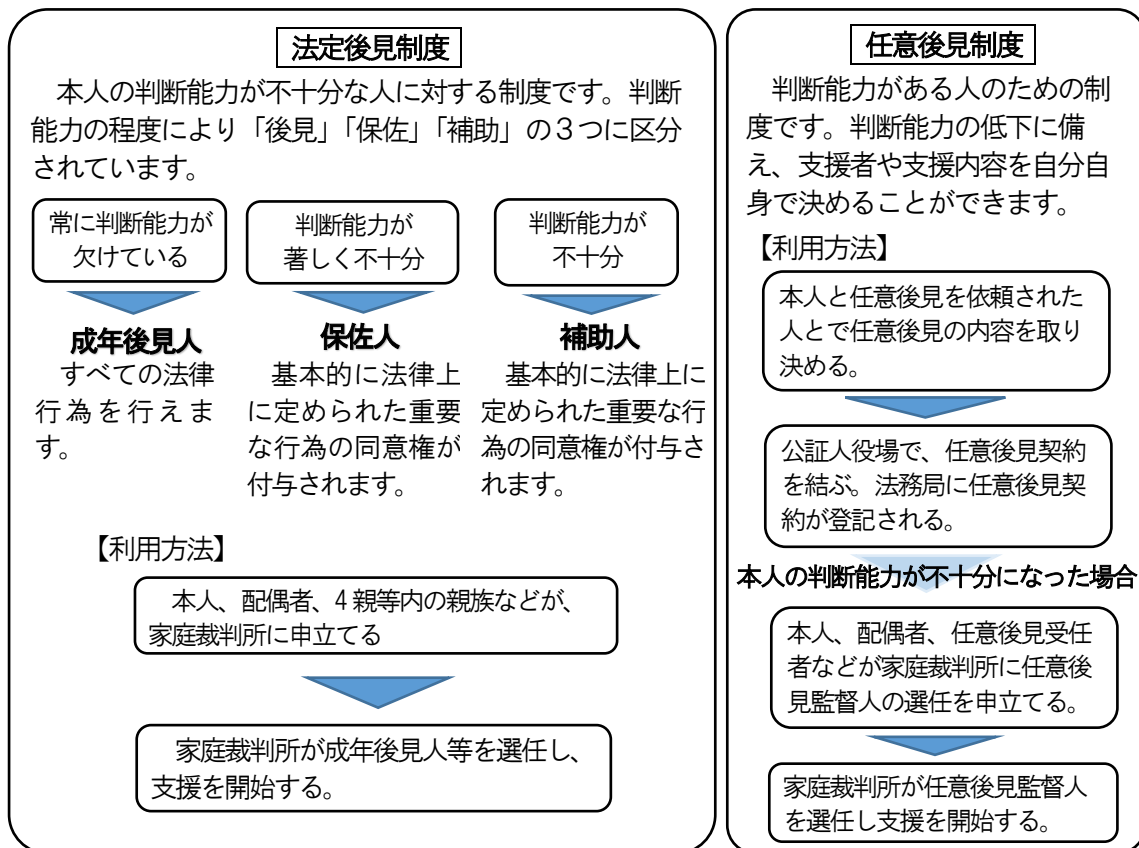 法定後見制度
本人の判断能力が不十分な人に対する制度です。判断
能力の程度により「後見」「保佐」「補助」の3つに区分
されています。
常に判断能力が
欠けている
成年後見人
すべての法律
行為を行えま
す。
判断能力が
著しく不十分
保佐人
基本的に法律上
に定められた重要
な行為の同意権が
付与されます。
判断能力が
不十分
補助人
基本的に法律上に
定められた重要な行
為の同意権が付与さ
れます。
【利用方法】
本人、配偶者、4親等内の親族などが、
家庭裁判所に申立てる
家庭裁判所が成年後見人等を選任し、
支援を開始する。
任意後見制度
判断能力がある人のための制
度です。判断能力の低下に備
え、支援者や支援内容を自分自
身で決めることができます。
【利用方法】
本人と任意後見を依頼された
人とで任意後見の内容を取り
決める。
公証人役場で、任意後見契約
を結ぶ。法務局に任意後見契
約が登記される。
本人の判断能力が不十分になった場合
本人、配偶者、任意後見受任
者などが家庭裁判所に任意後
見監督人の選任を申立てる。
家庭裁判所が任意後見監督人
を選任し支援を開始する。